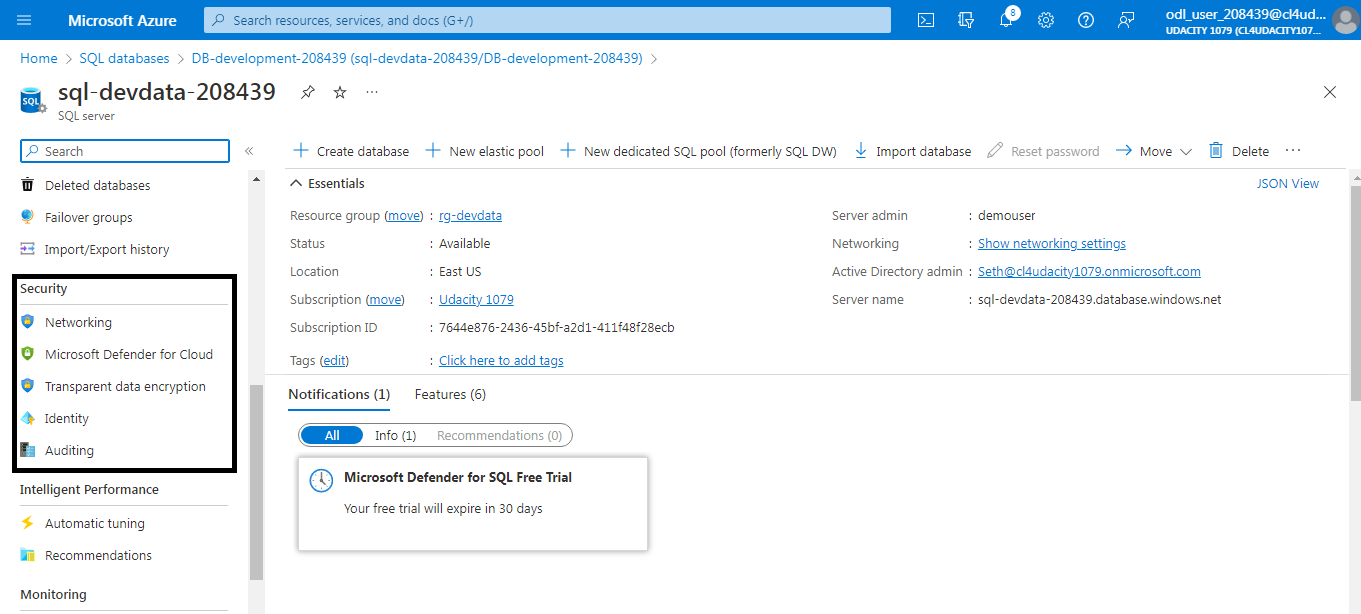 Microsoft Azure
Search resources, services, and docs (G+/)
8
odl_user_208439@cl4ud...
UDACITY 1079 (CL4UDACITY107...
Home > SQL databases > DB-development-208439 (sql-devdata-208439/DB-development-208439) >
SQL
sql-devdata-208439
SQL server
Search
Deleted databases
Failover groups
Import/Export history
Security
Networking
Microsoft Defender for Cloud
Transparent data encryption
Identity
Auditing
Intelligent Performance
Automatic tuning
Recommendations
Monitoring
Create database New elastic pool New dedicated SQL pool (formerly SQL DW) Import database Reset password Move Delete
Essentials
JSON View
Resource group (move) : rg-devdata
Status : Available
Location : East US
Subscription (move) : Udacity 1079
Subscription ID : 7644e876-2436-45bf-a2d1-411f48f28ecb
Tags (edit) : Click here to add tags
Server admin : demouser
Networking : Show networking settings
Active Directory admin : Seth@cl4udacity1079.onmicrosoft.com
Server name : sql-devdata-208439.database.windows.net
Notifications (1) Features (6)
All Info (1) Recommendations (0)
Microsoft Defender for SQL Free Trial
Your free trial will expire in 30 days